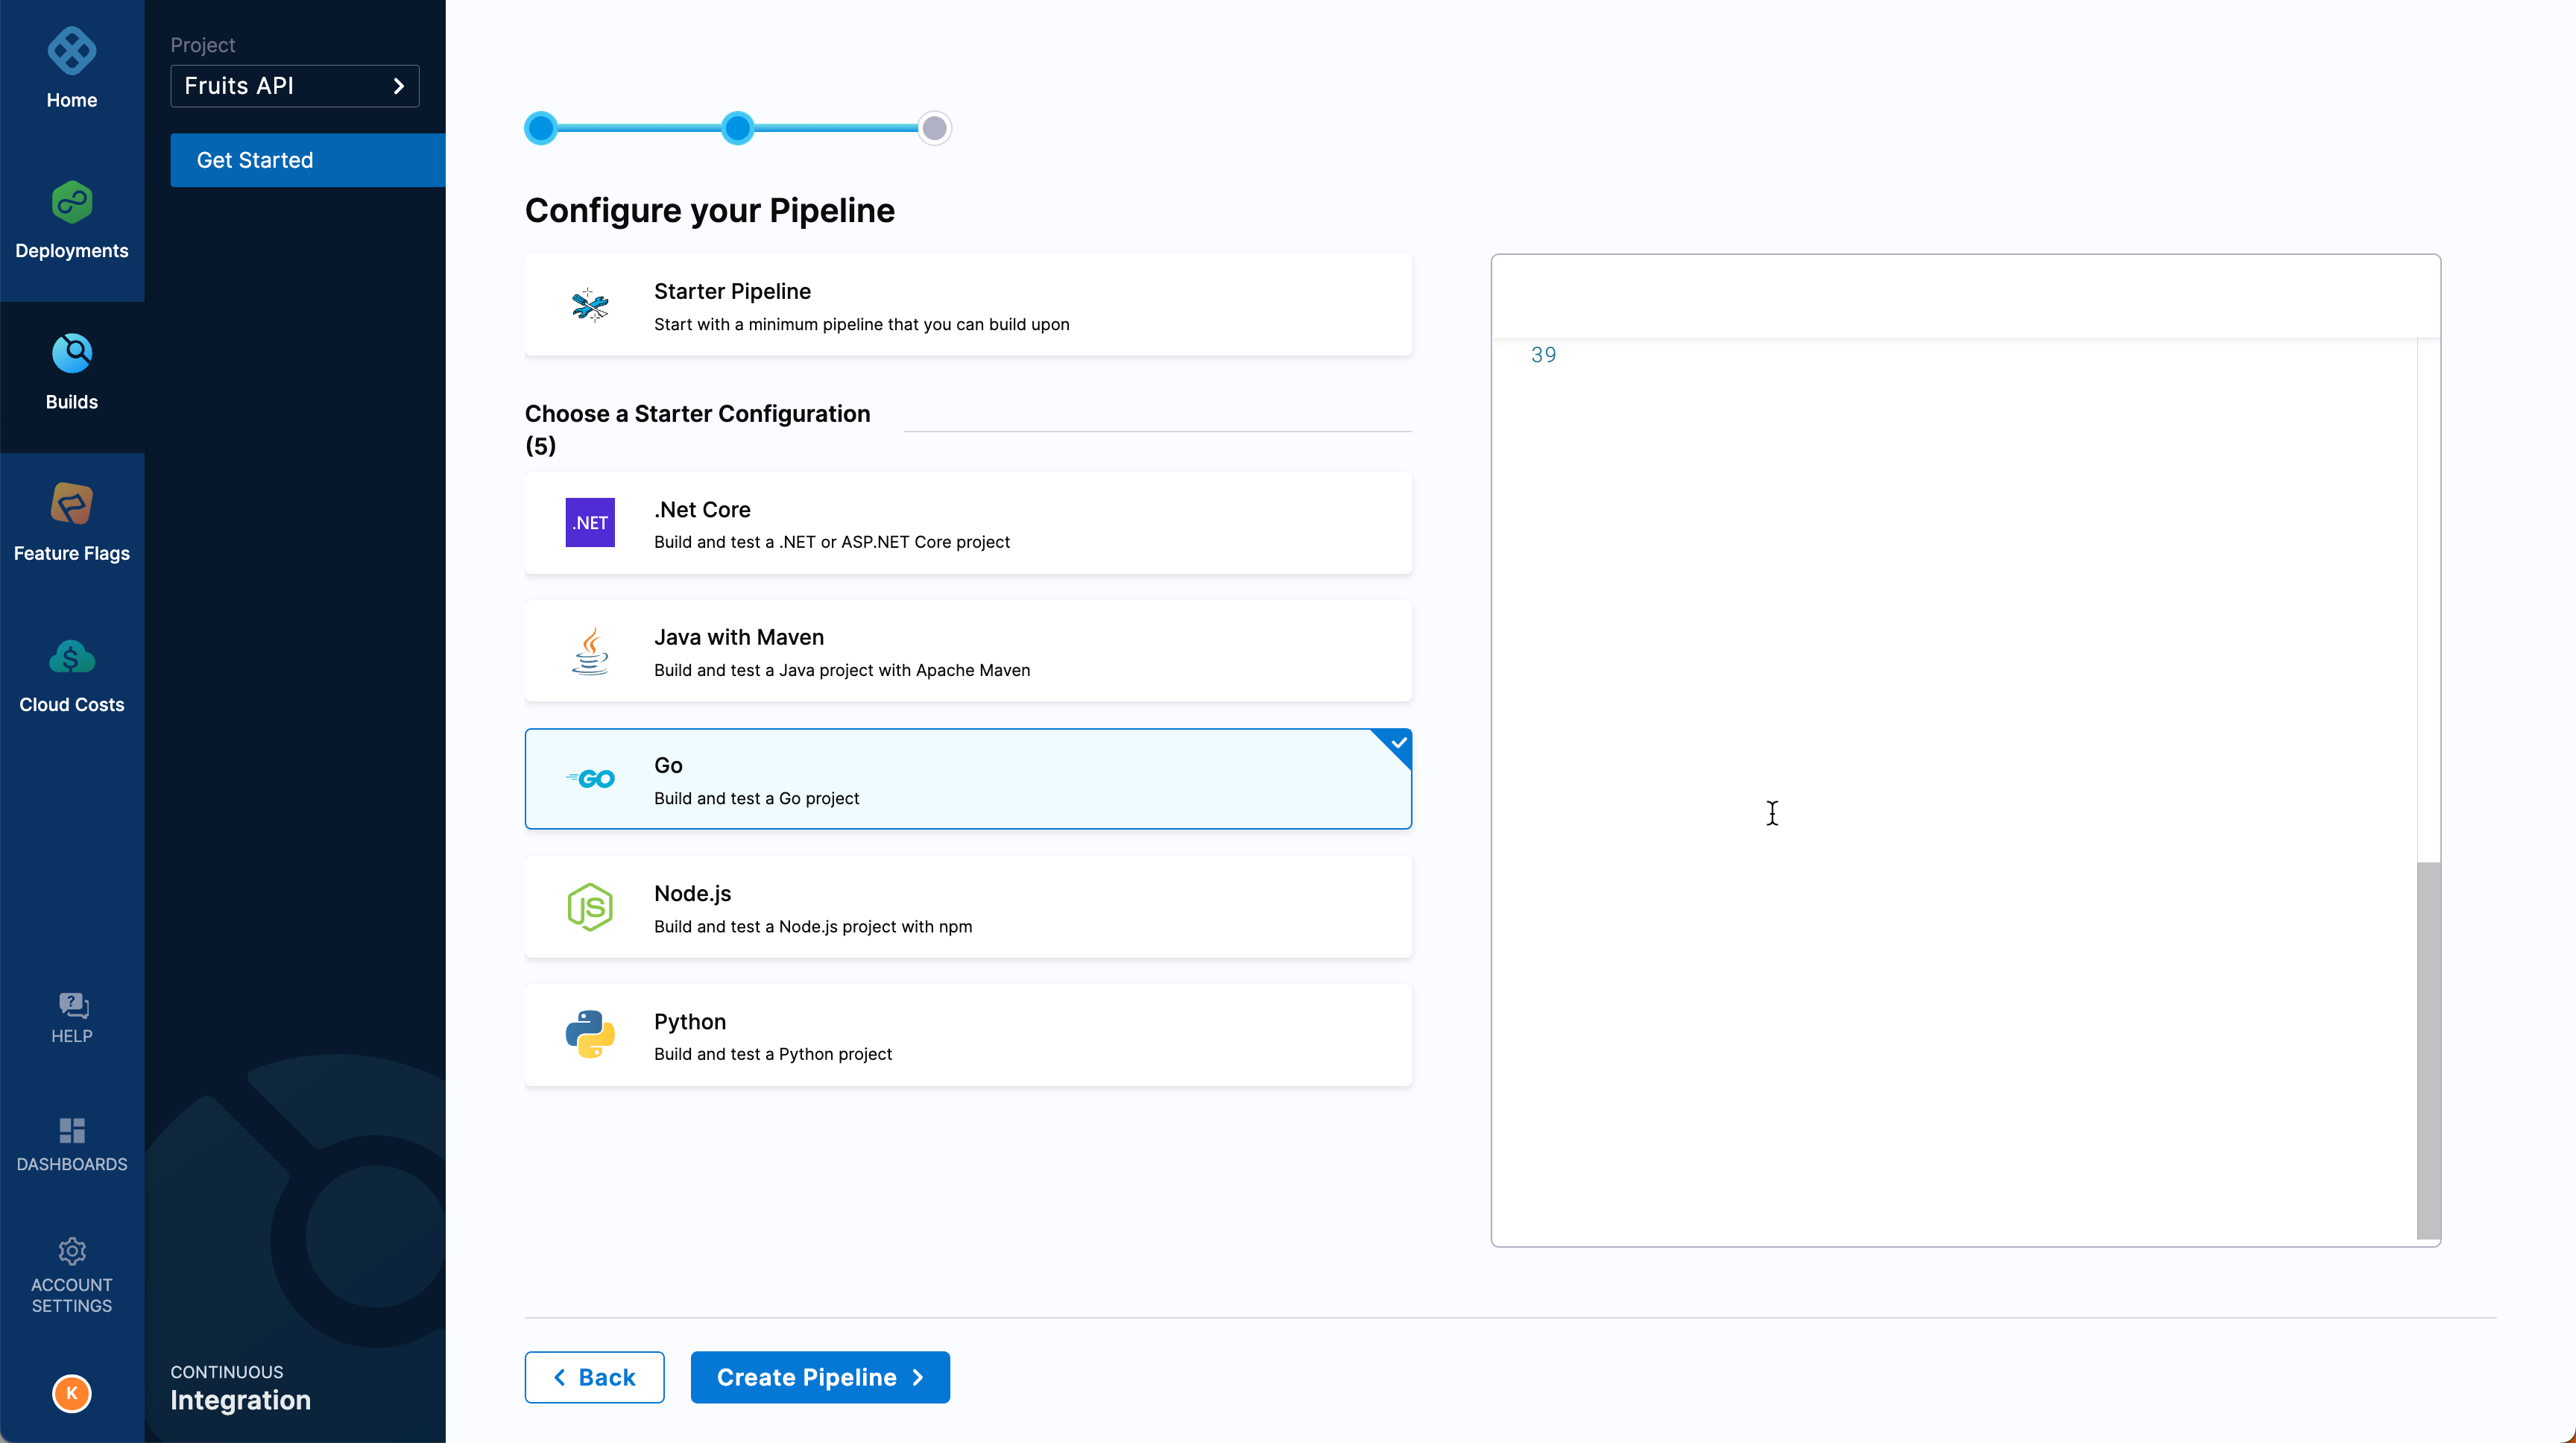 Home
Deployments
Builds
Feature Flags
Cloud Costs
HELP
DASHBOARDS
ACCOUNT
SETTINGS
K
Project
Fruits API
Get Started
CONTINUOUS
Integration
Configure your Pipeline
Starter Pipeline
Start with a minimum pipeline that you can build upon
Choose a Starter Configuration
(5)
.NET
.Net Core
Build and test a .NET or ASP.NET Core project
Java with Maven
Build and test a Java project with Apache Maven
GO
Go
Build and test a Go project
JS
Node.js
Build and test a Node.js project with npm
Python
Build and test a Python project
39
Back
Create Pipeline